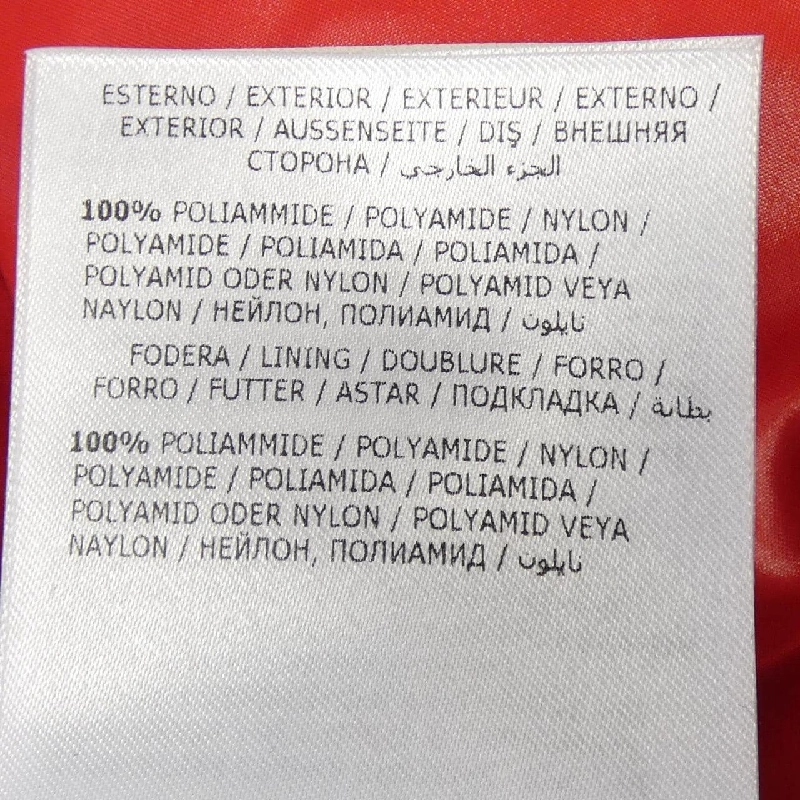 ESTERNO / EXTERIOR / EXTERIEUR / EXTERNO /
EXTERIOR / AUSSENSEITE / DIŞ / ВНЕШНЯЯ
СТОРОНА / الجزء الخارجي
100% POLIAMMIDE / POLYAMIDE / NYLON /
POLYAMIDE / POLIAMIDA / POLIAMIDA /
POLYAMID ODER NYLON / POLYAMID VEYA
NAYLON / НЕЙЛОН, ПОЛИАМИД / نايلون
FODERA / LINING / DOUBLURE / FORRO /
FORRO / FUTTER / ASTAR / ПОДКЛАДКА / بطانة
100% POLIAMMIDE / POLYAMIDE / NYLON /
POLYAMIDE / POLIAMIDA / POLIAMIDA /
POLYAMID ODER NYLON / POLYAMID VEYA
NAYLON / НЕЙЛОН, ПОЛИАМИД / نايلون